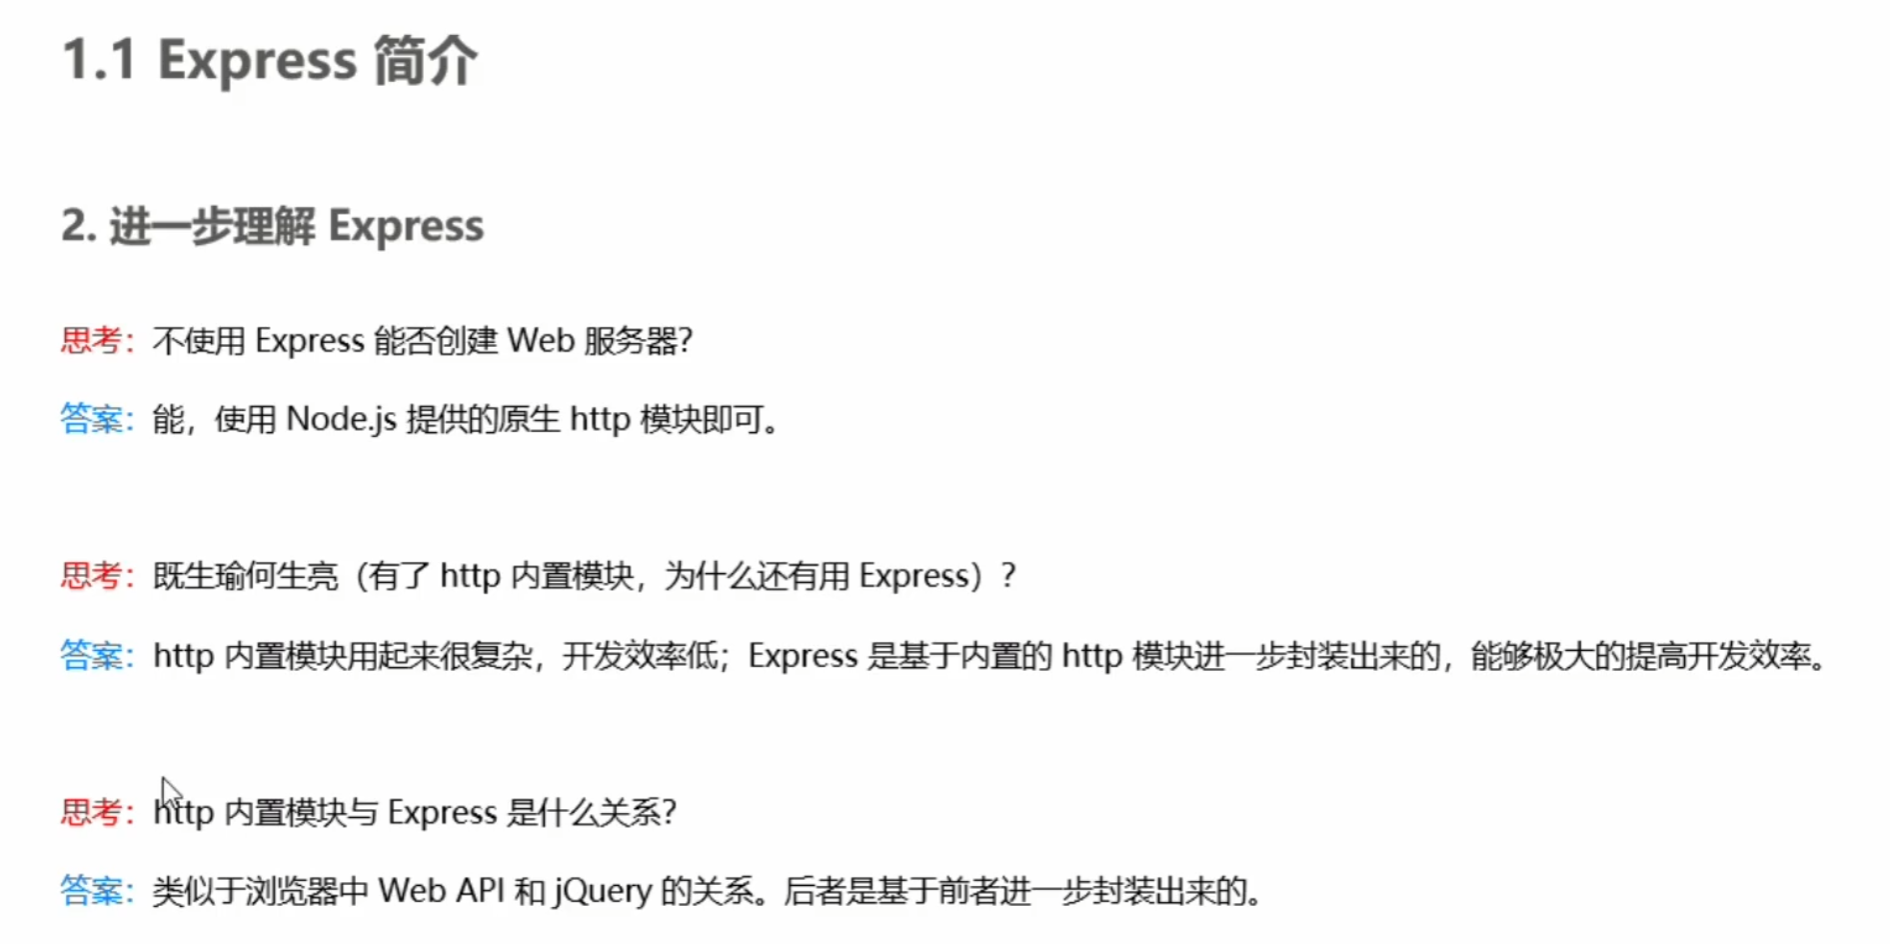 1.1 Express 简介
2. 进一步理解 Express
思考：不使用 Express 能否创建 Web 服务器？
答案：能，使用 Node.js 提供的原生 http 模块即可。
思考：既生瑜何生亮（有了 http 内置模块，为什么还有用 Express）？
答案：http 内置模块用起来很复杂，开发效率低；Express 是基于内置的 http 模块进一步封装出来的，能够极大的提高开发效率。
思考：http 内置模块与 Express 是什么关系？
答案：类似于浏览器中 Web API 和 jQuery 的关系。后者是基于前者进一步封装出来的。